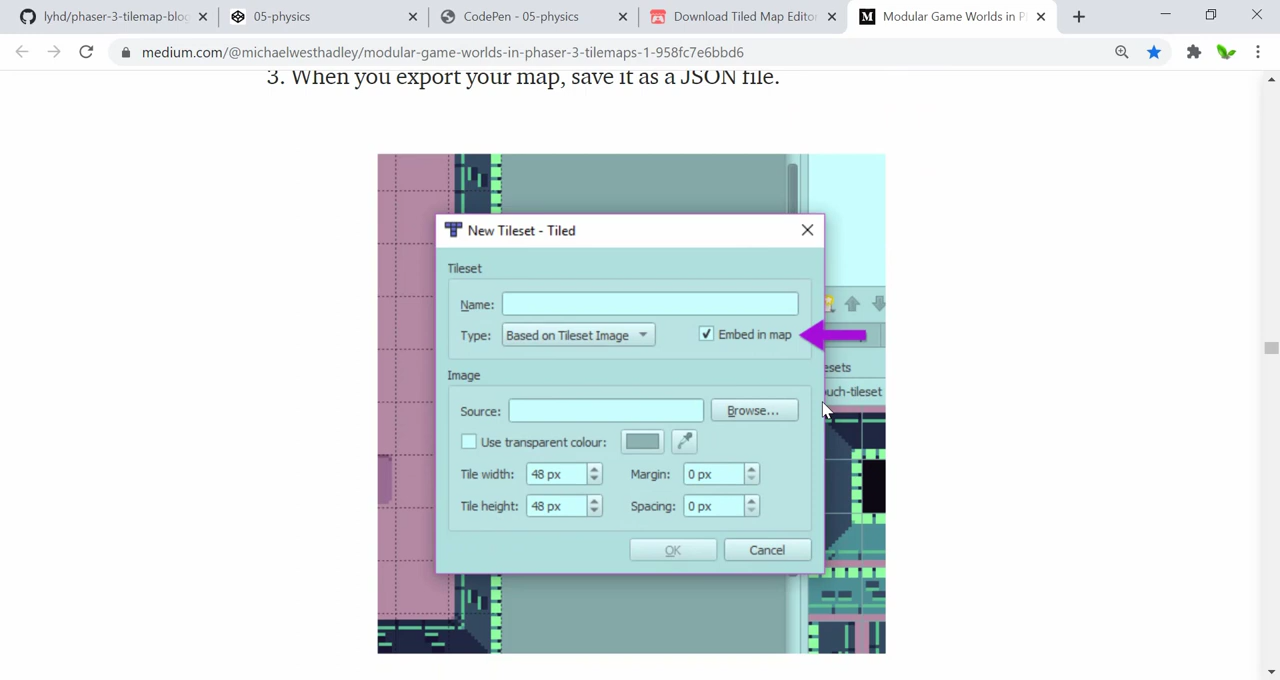 lyhd/phaser-3-tilemap-blog
05-physics
CodePen - 05-physics
Download Tiled Map Editor
Modular Game Worlds in P
medium.com/@michaelwesthadley/modular-game-worlds-in-phaser-3-tilemaps-1-958fc7e6bbd6
3. When you export your map, save it as a JSON file.
New Tileset - Tiled
Tileset
Name:
Type: Based on Tileset Image Embed in map
esets
Image
uch-tileset
Source: Browse...
Use transparent colour:
Tile width: 48 px Margin: 0 px
Tile height: 48 px Spacing: 0 px
OK Cancel